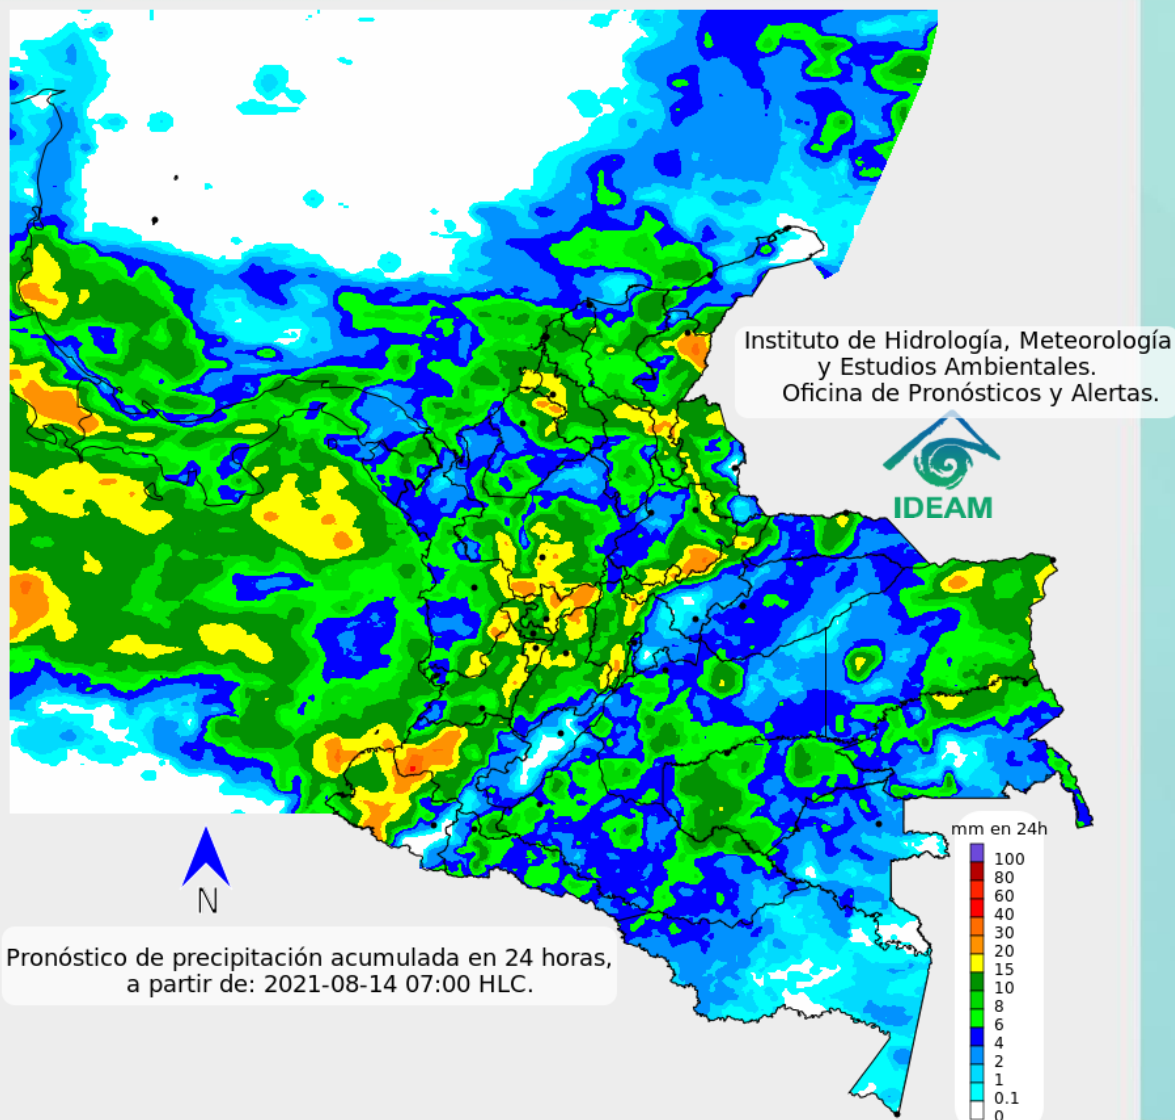 Instituto de Hidrología, Meteorología
y Estudios Ambientales.
Oficina de Pronósticos y Alertas.
IDEAM
N
Pronóstico de precipitación acumulada en 24 horas,
a partir de: 2021-08-14 07:00 HLC.
mm en 24h
100
80
60
40
30
20
15
10
8
6
4
2
1
0.1
0